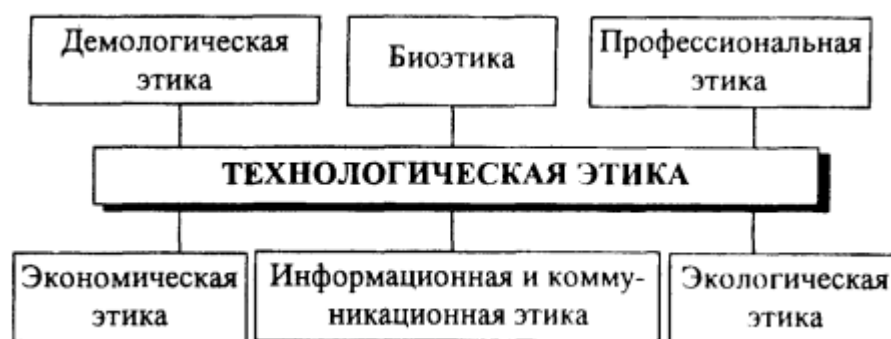 Демологическая
этика
Биоэтика
Профессиональная
этика
ТЕХНОЛОГИЧЕСКАЯ ЭТИКА
Экономическая
этика
Информационная и комму-
никационная этика
Экологическая
этика